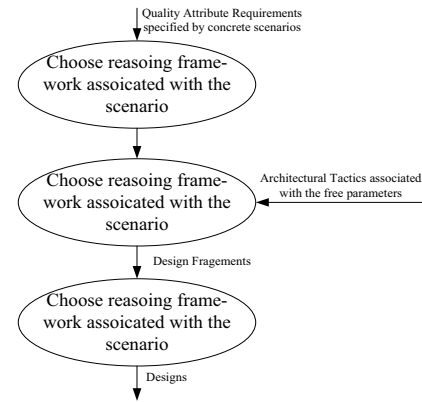 Quality Attribute Requirements
specified by concrete scenarios
Choose reasoing frame-
work assoicated with the
scenario
Choose reasoing frame-
work assoicated with the
scenario
Architectural Tactics associated
with the free parameters
Design Fragements
Choose reasoing frame-
work assoicated with the
scenario
Designs